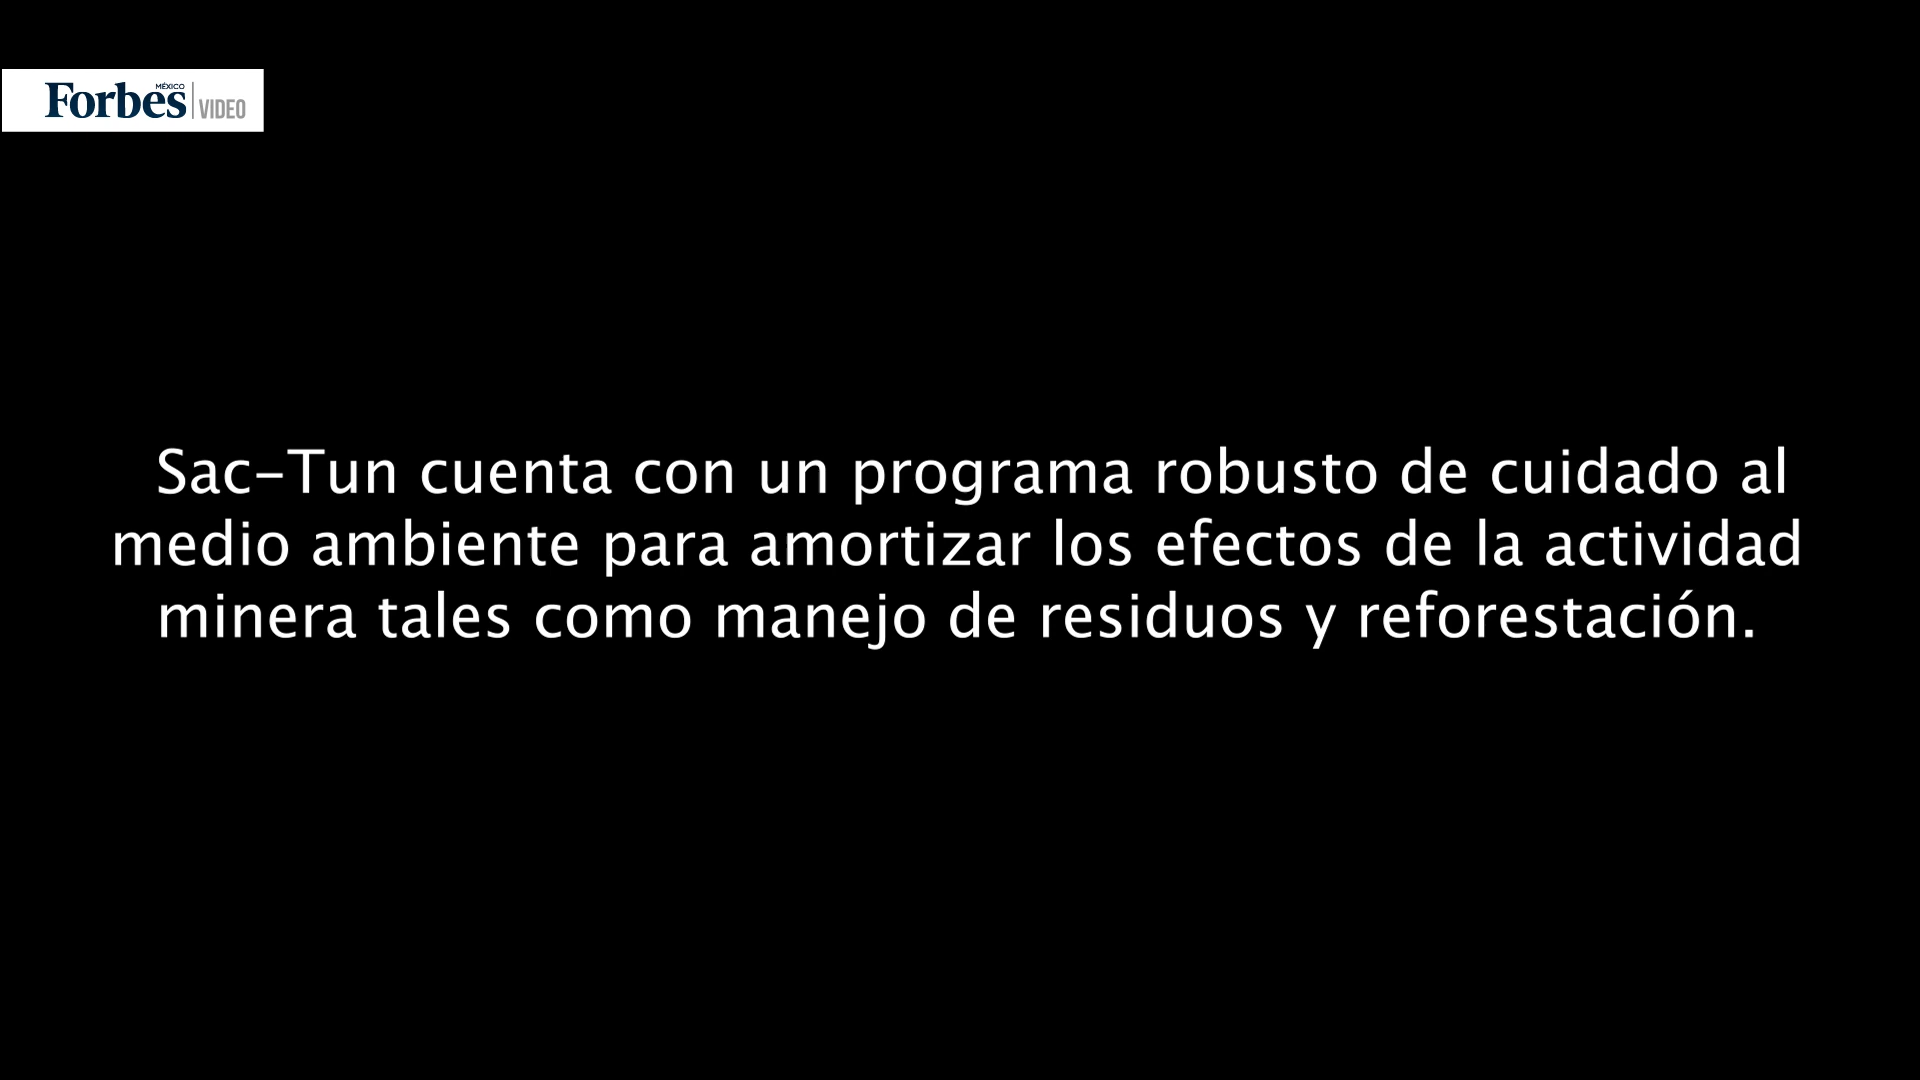 MÉXICO
Forbes VIDEO
Sac-Tun cuenta con un programa robusto de cuidado al
medio ambiente para amortizar los efectos de la actividad
minera tales como manejo de residuos y reforestación.